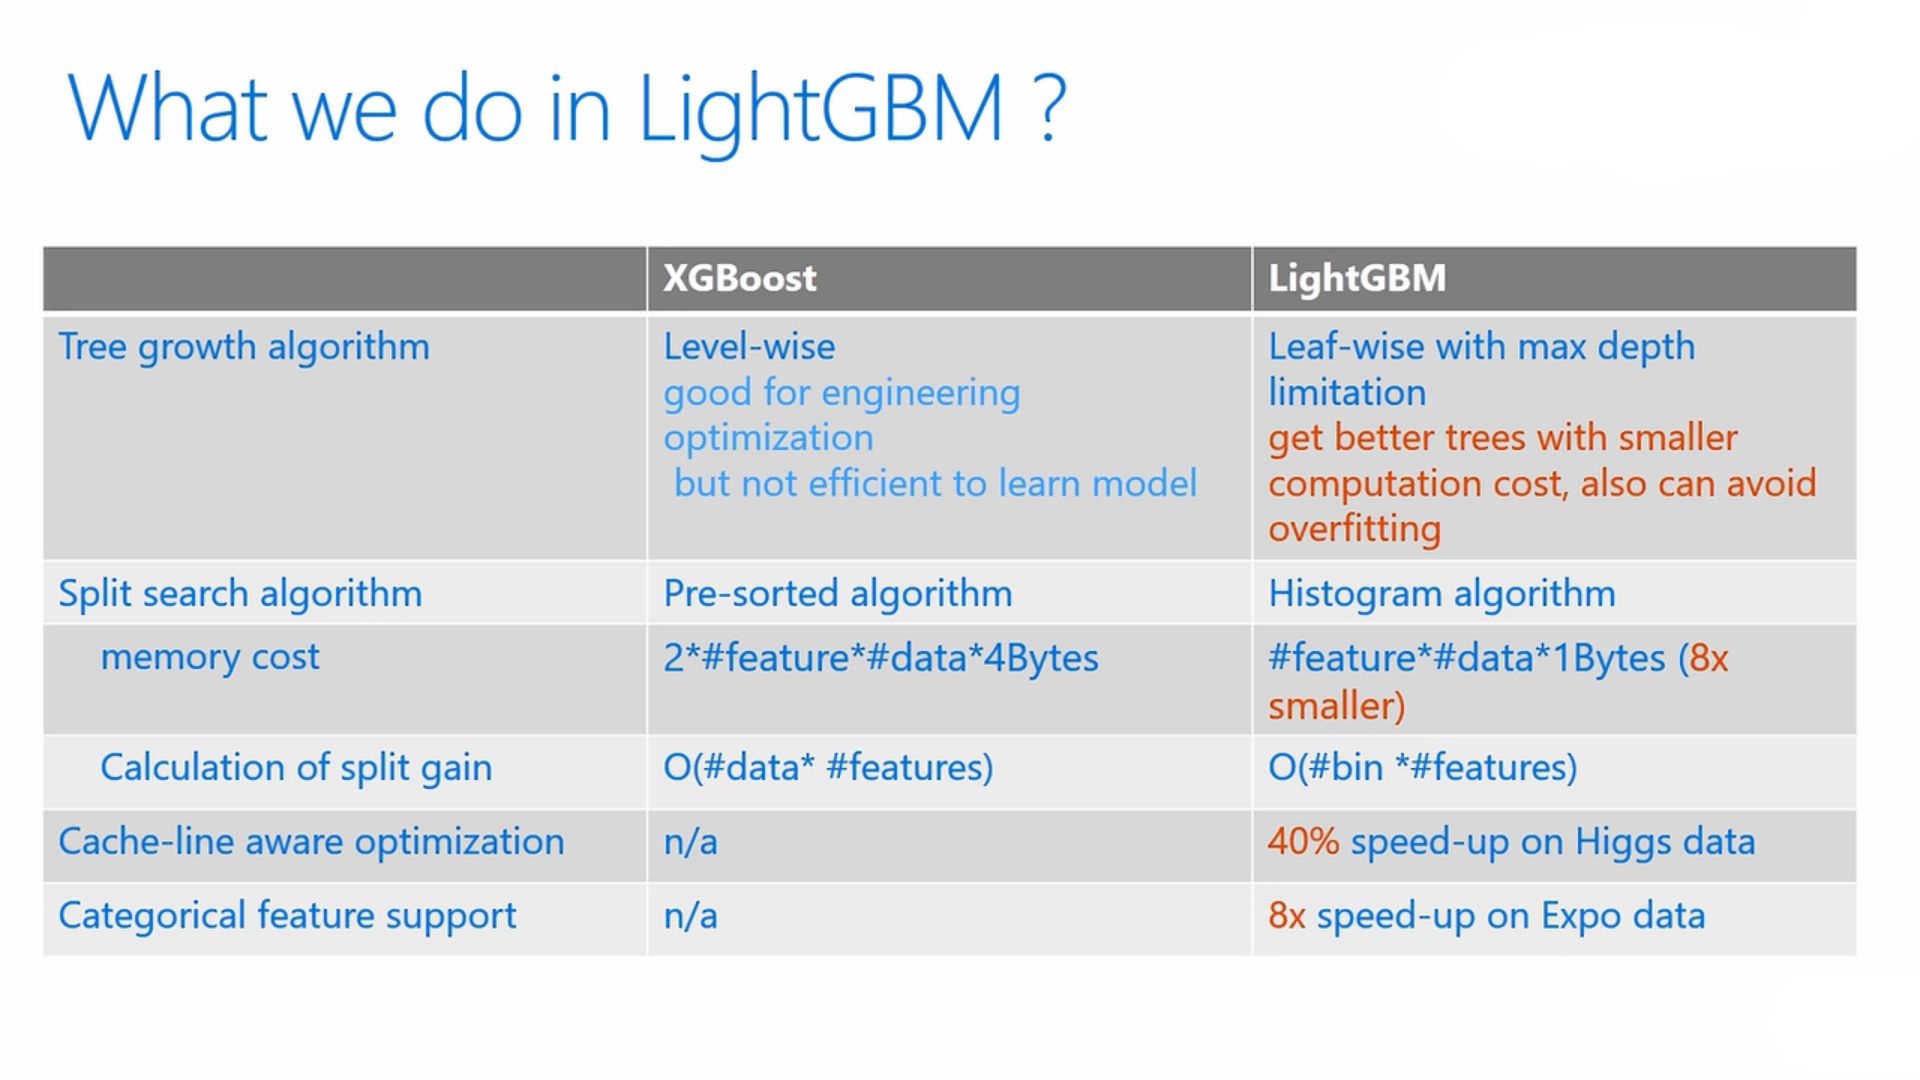 What we do in LightGBM ?
XGBoost
LightGBM
Tree growth algorithm
Level-wise
good for engineering
optimization
but not efficient to learn model
Leaf-wise with max depth
limitation
get better trees with smaller
computation cost, also can avoid
overfitting
Split search algorithm
Pre-sorted algorithm
Histogram algorithm
memory cost
2*#feature*#data*4Bytes
#feature*#data*1Bytes (8x
smaller)
Calculation of split gain
O(#data* #features)
O(#bin *#features)
Cache-line aware optimization
n/a
40% speed-up on Higgs data
Categorical feature support
n/a
8x speed-up on Expo data